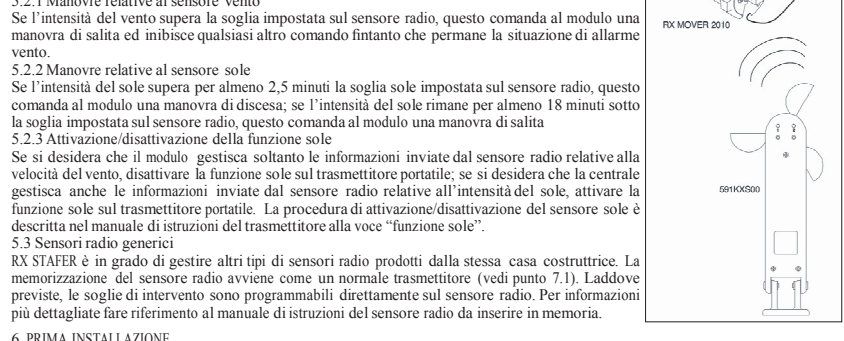 5.2.1 Manovre relative al sensore vento
Se l'intensità del vento supera la soglia impostata sul sensore radio, questo comanda al modulo una
manovra di salita ed inibisce qualsiasi altro comando fintanto che permane la situazione di allarme
vento.
5.2.2 Manovre relative al sensore sole
Se l'intensità del sole supera per almeno 2,5 minuti la soglia sole impostata sul sensore radio, questo
comanda al modulo una manovra di discesa; se l'intensità del sole rimane per almeno 18 minuti sotto
la soglia impostata sul sensore radio, questo comanda al modulo una manovra di salita
5.2.3 Attivazione/disattivazione della funzione sole
Se si desidera che il modulo gestisca soltanto le informazioni inviate dal sensore radio relative alla
velocità del vento, disattivare la funzione sole sul trasmettitore portatile; se si desidera che la centrale
gestisca anche le informazioni inviate dal sensore radio relative all'intensità del sole, attivare la
funzione sole sul trasmettitore portatile. La procedura di attivazione/disattivazione del sensore sole è
descritta nel manuale di istruzioni del trasmettitore alla voce “funzione sole”.
5.3 Sensori radio generici
RX STAFER è in grado di gestire altri tipi di sensori radio prodotti dalla stessa casa costruttrice. La
memorizzazione del sensore radio avviene come un normale trasmettitore (vedi punto 7.1). Laddove
previste, le soglie di intervento sono programmabili direttamente sul sensore radio. Per informazioni
più dettagliate fare riferimento al manuale di istruzioni del sensore radio da inserire in memoria.
6 PRIMA INSTALLAZIONE
RX MOVER 2010
591KXS00